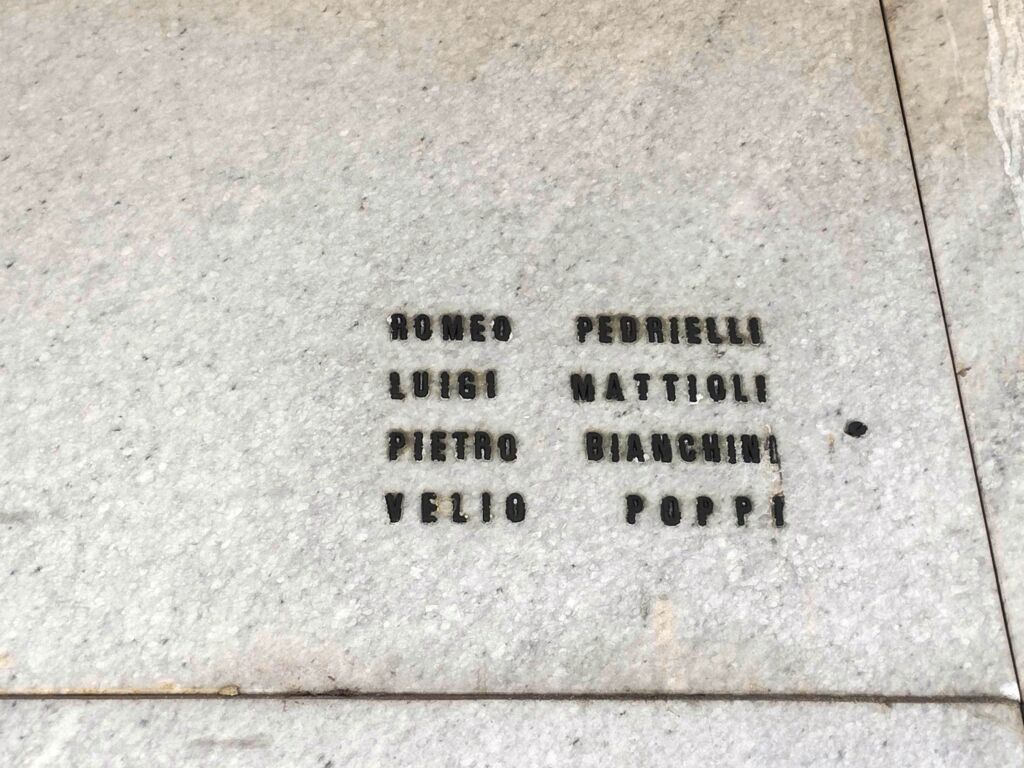 ROMEO PEDRIELLI
LUIGI MATTIOLI
PIETRO BIANCHINI
VELIO POPPI